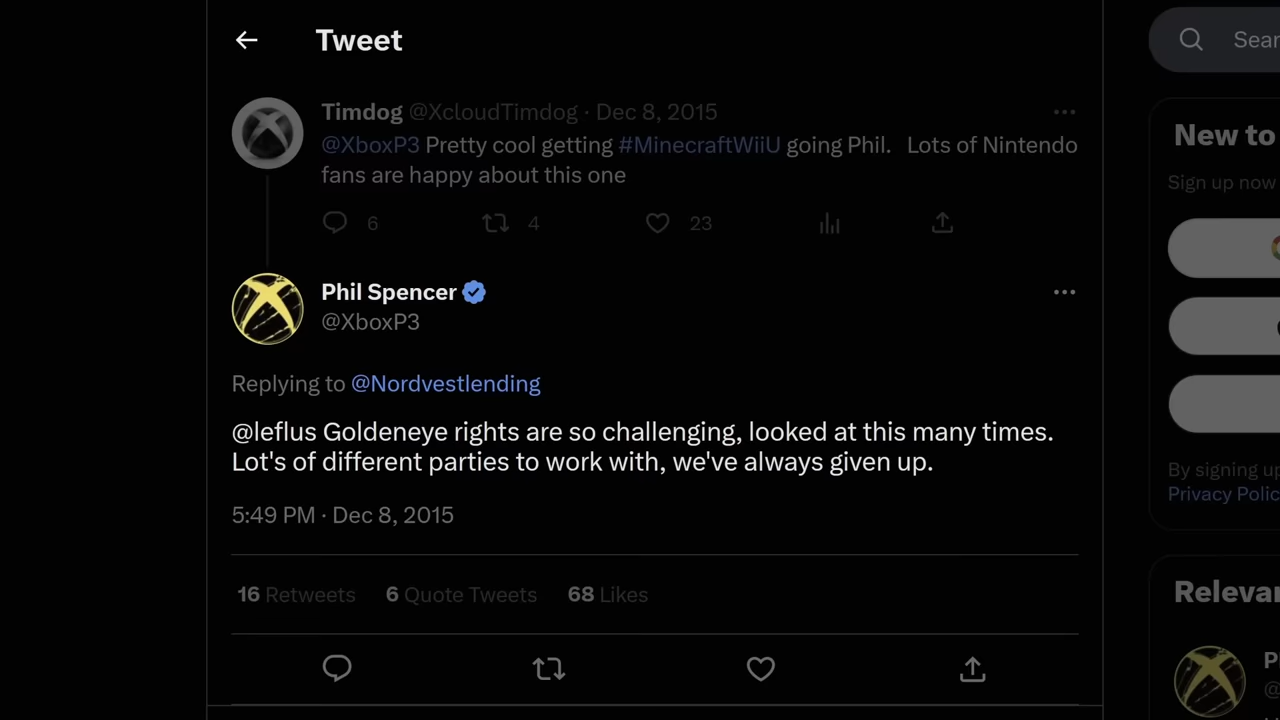 Tweet
Timdog @XcloudTimdog · Dec 8, 2015
@XboxP3 Pretty cool getting #MinecraftWiiU going Phil. Lots of Nintendo
fans are happy about this one
6 4 23
Phil Spencer
@XboxP3
Replying to @Nordvestlending
@leflus Goldeneye rights are so challenging, looked at this many times.
Lot's of different parties to work with, we've always given up.
5:49 PM · Dec 8, 2015
16 Retweets 6 Quote Tweets 68 Likes
Sear
New to
Sign up now
By signing up
Privacy Polic
Relevan
P
@